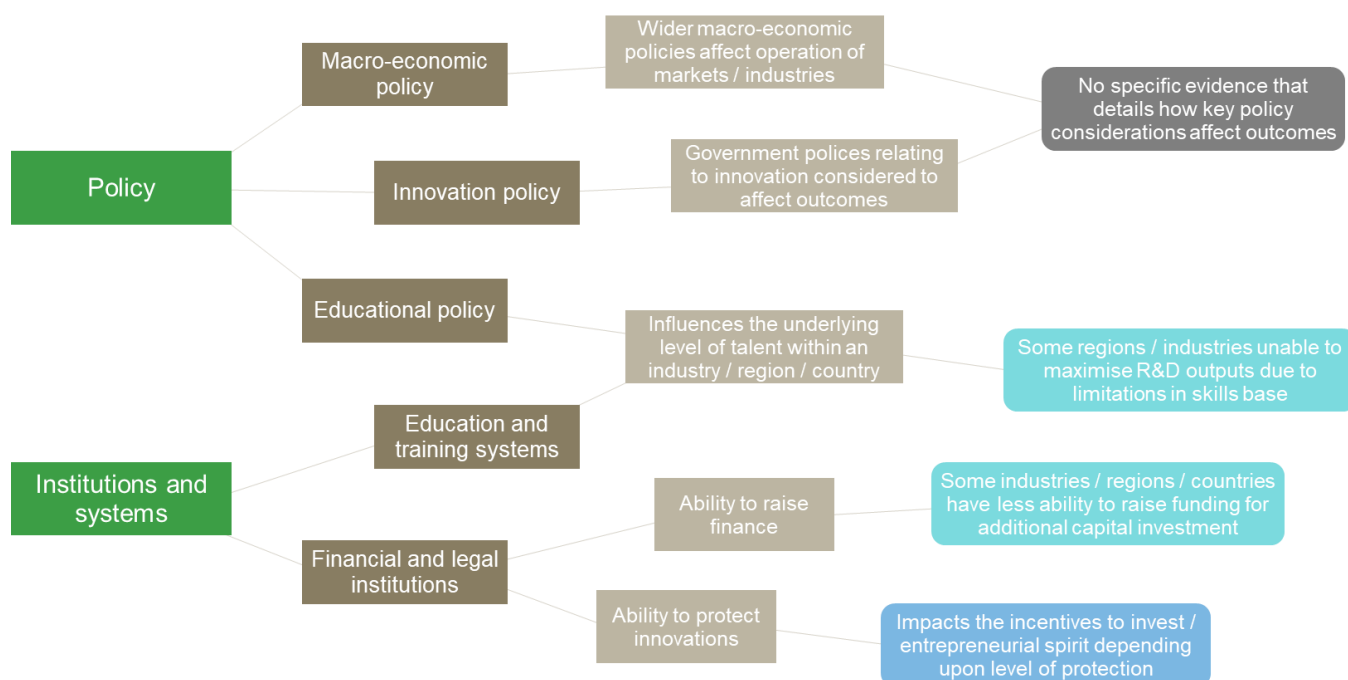 Macro-economic
policy
Wider macro-economic
policies affect operation of
markets / industries
No specific evidence that
details how key policy
considerations affect outcomes
Policy
Innovation policy
Government polices relating
to innovation considered to
affect outcomes
Educational policy
Influences the underlying
level of talent within an
industry / region / country
Some regions / industries unable to
maximise R&D outputs due to
limitations in skills base
Education and
training systems
Institutions and
systems
Ability to raise
finance
Some industries / regions / countries
have less ability to raise funding for
additional capital investment
Financial and legal
institutions
Ability to protect
innovations
Impacts the incentives to invest /
entrepreneurial spirit depending
upon level of protection